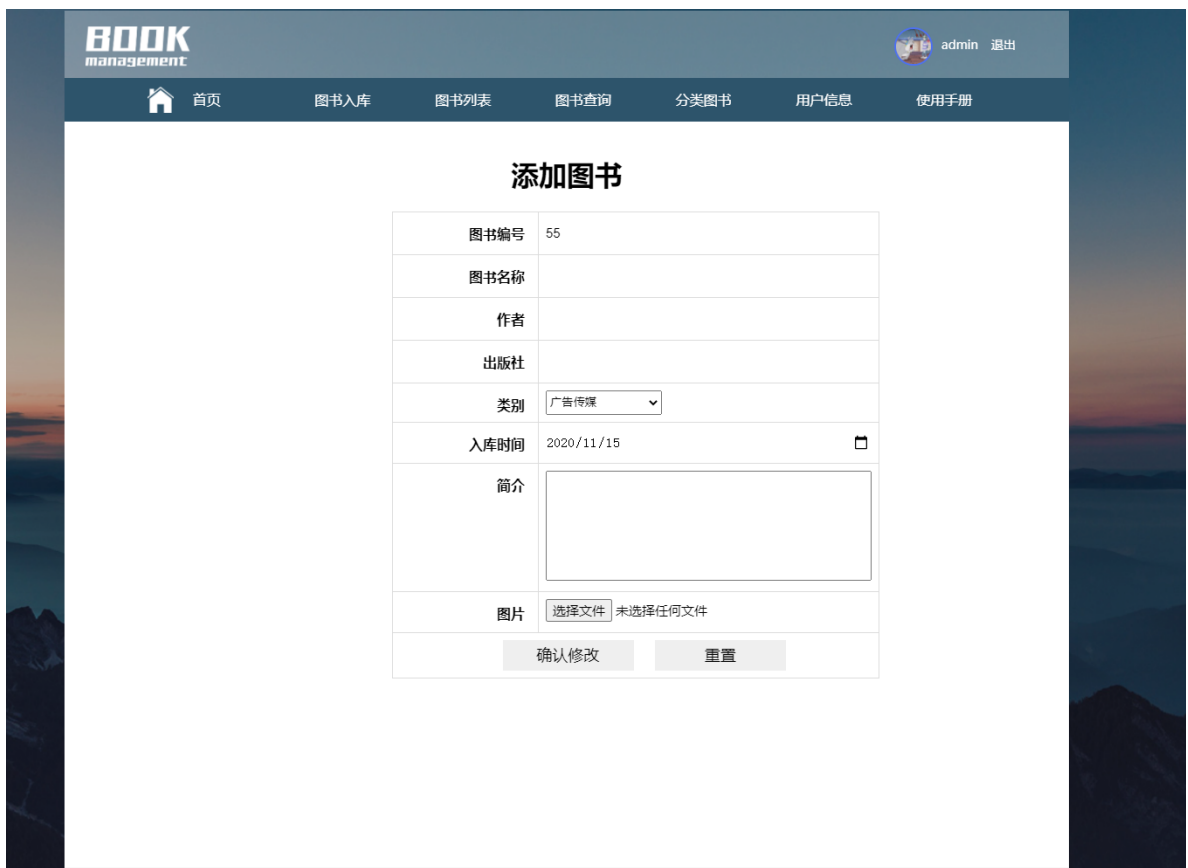 BOOK
management
admin 退出
首页 图书入库 图书列表 图书查询 分类图书 用户信息 使用手册
添加图书
图书编号 55
图书名称
作者
出版社
类别 广告传媒
入库时间 2020/11/15
简介
图片 选择文件 未选择任何文件
确认修改 重置